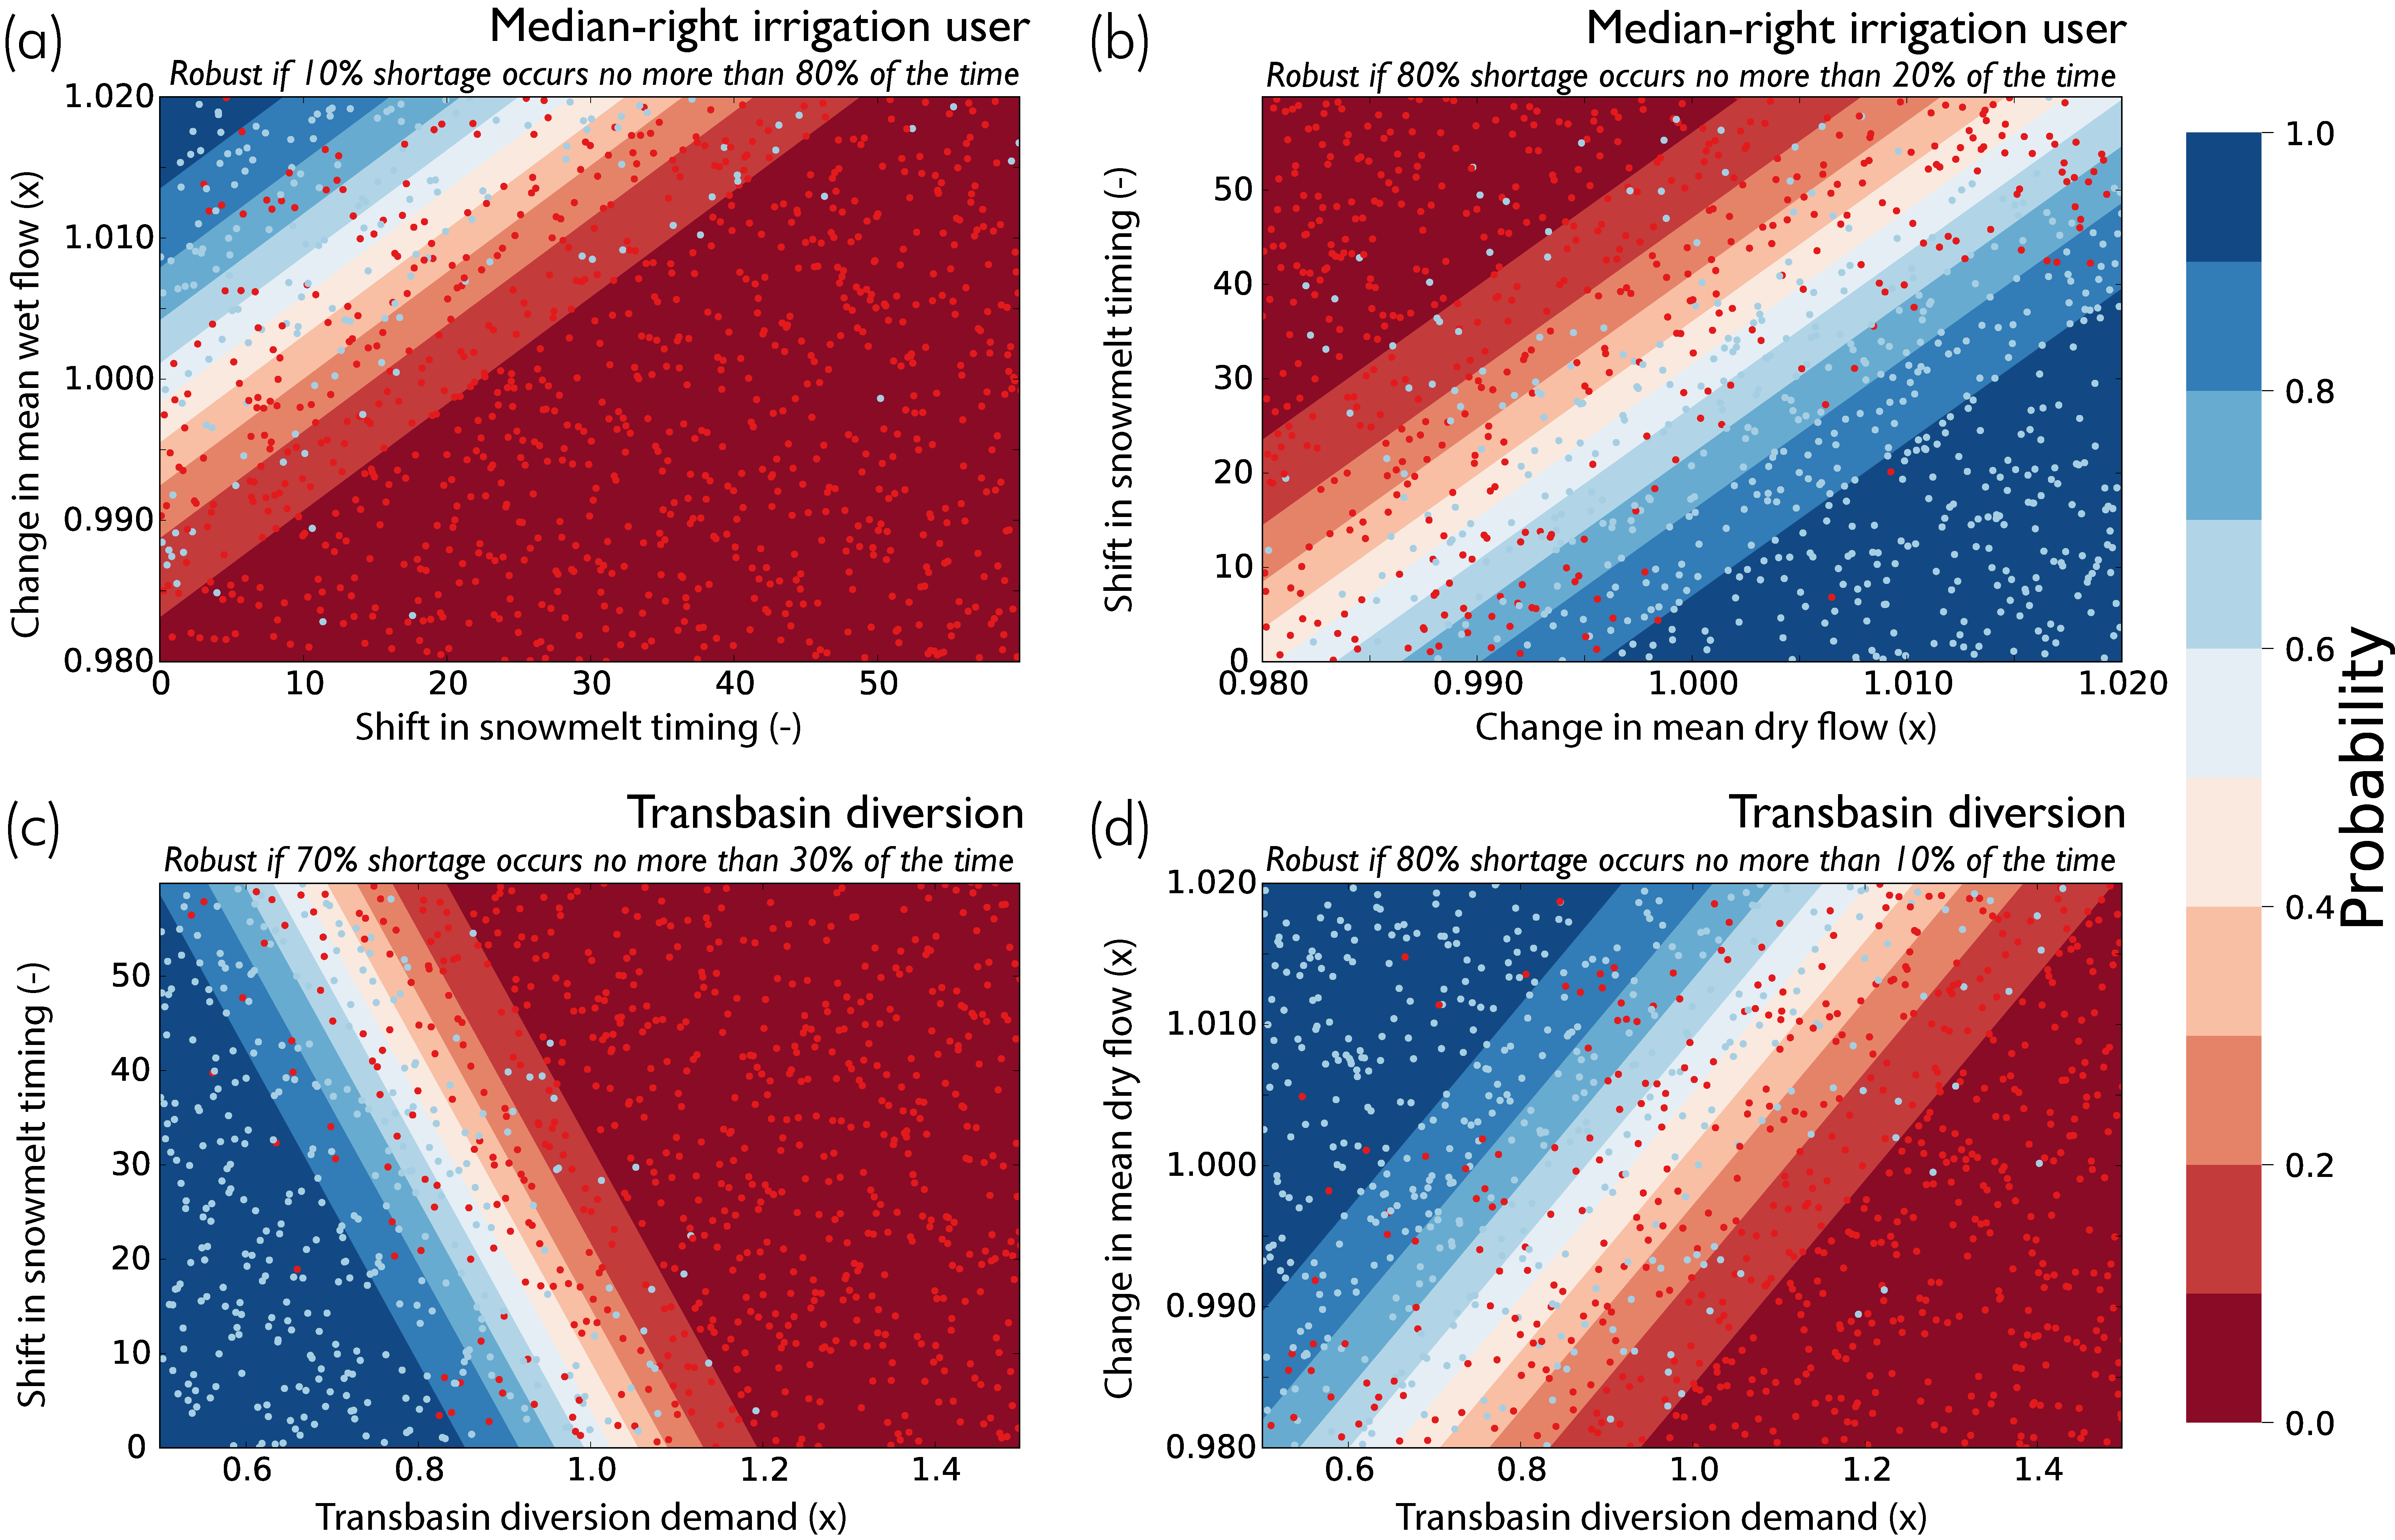 (a)
Median-right irrigation user
Robust if 10% shortage occurs no more than 80% of the time
1.020
1.010
1.000
0.990
0.980
Change in mean wet flow (x)
0
10
20
30
40
50
Shift in snowmelt timing (-)
(b)
Median-right irrigation user
Robust if 80% shortage occurs no more than 20% of the time
50
40
30
20
10
0
Shift in snowmelt timing (-)
0.980
0.990
1.000
1.010
1.020
Change in mean dry flow (x)
(c)
Transbasin diversion
Robust if 70% shortage occurs no more than 30% of the time
50
40
30
20
10
0
Shift in snowmelt timing (-)
0.6
0.8
1.0
1.2
1.4
Transbasin diversion demand (x)
(d)
Transbasin diversion
Robust if 80% shortage occurs no more than 10% of the time
1.020
1.010
1.000
0.990
0.980
Change in mean dry flow (x)
0.6
0.8
1.0
1.2
1.4
Transbasin diversion demand (x)
1.0
0.8
0.6
0.4
0.2
0.0
Probability